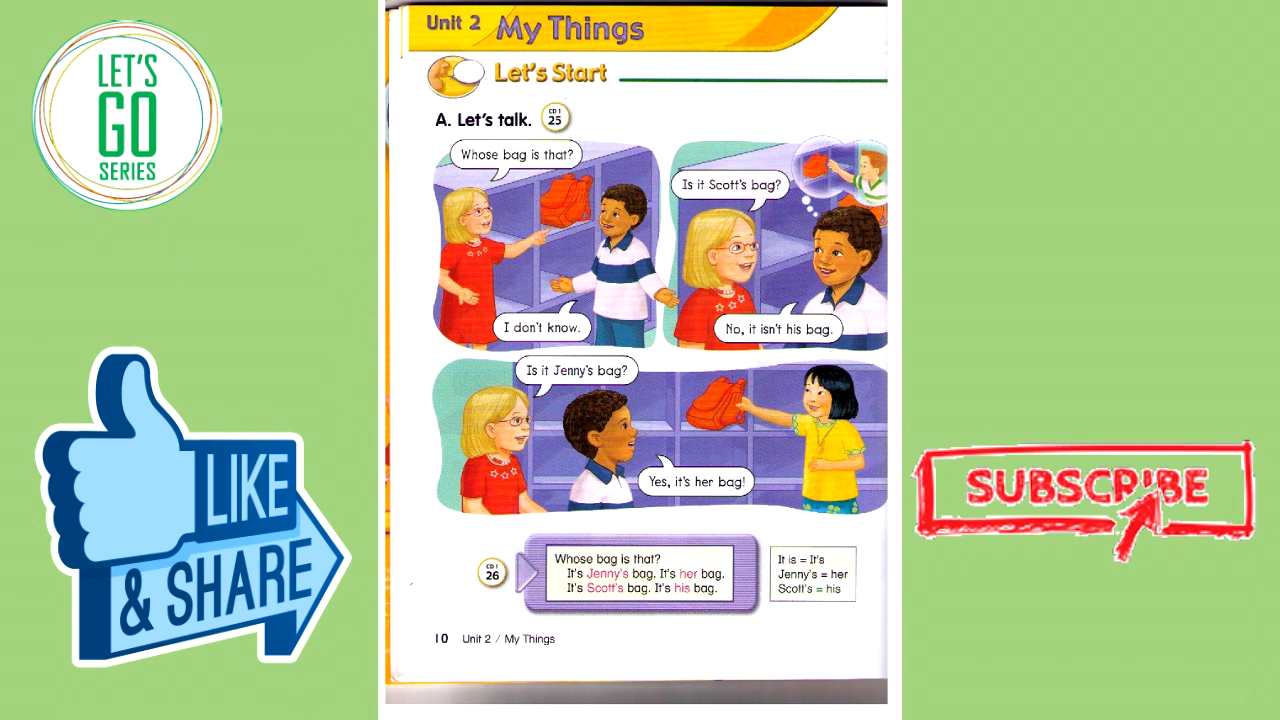 LET'S
GO
SERIES
LIKE
& SHARE
Unit 2 My Things
Let's Start
A. Let's talk. CD 1
25
Whose bag is that?
I don't know.
Is it Scott's bag?
No, it isn't his bag.
Is it Jenny's bag?
Yes, it's her bag!
CD 1
26
Whose bag is that?
It's Jenny's bag. It's her bag.
It's Scott's bag. It's his bag.
It is = It's
Jenny's = her
Scott's = his
10 Unit 2 / My Things
SUBSCRIBE